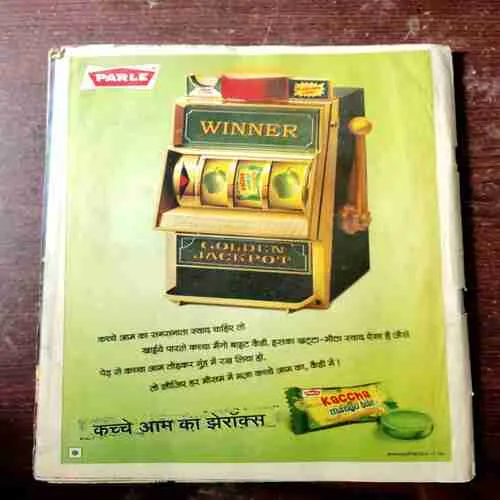 PARLE
WINNER
GOLDEN
JACKPOT
कच्चे आम का सनसनाता स्वाद चाहिए तो
खाईये पारले कच्चा मैंगो बाइट कैंडी. इसका खट्टा-मीठा स्वाद ऐसा है जैसे
पेड़ से कच्चा आम तोड़कर मुंह में रख लिया हो.
तो लीजिए हर मौसम में मज़ा कच्चे आम का, कैंडी में !
PARLE
Kaccha
mango bite
कच्चे आम का झेरॉक्स